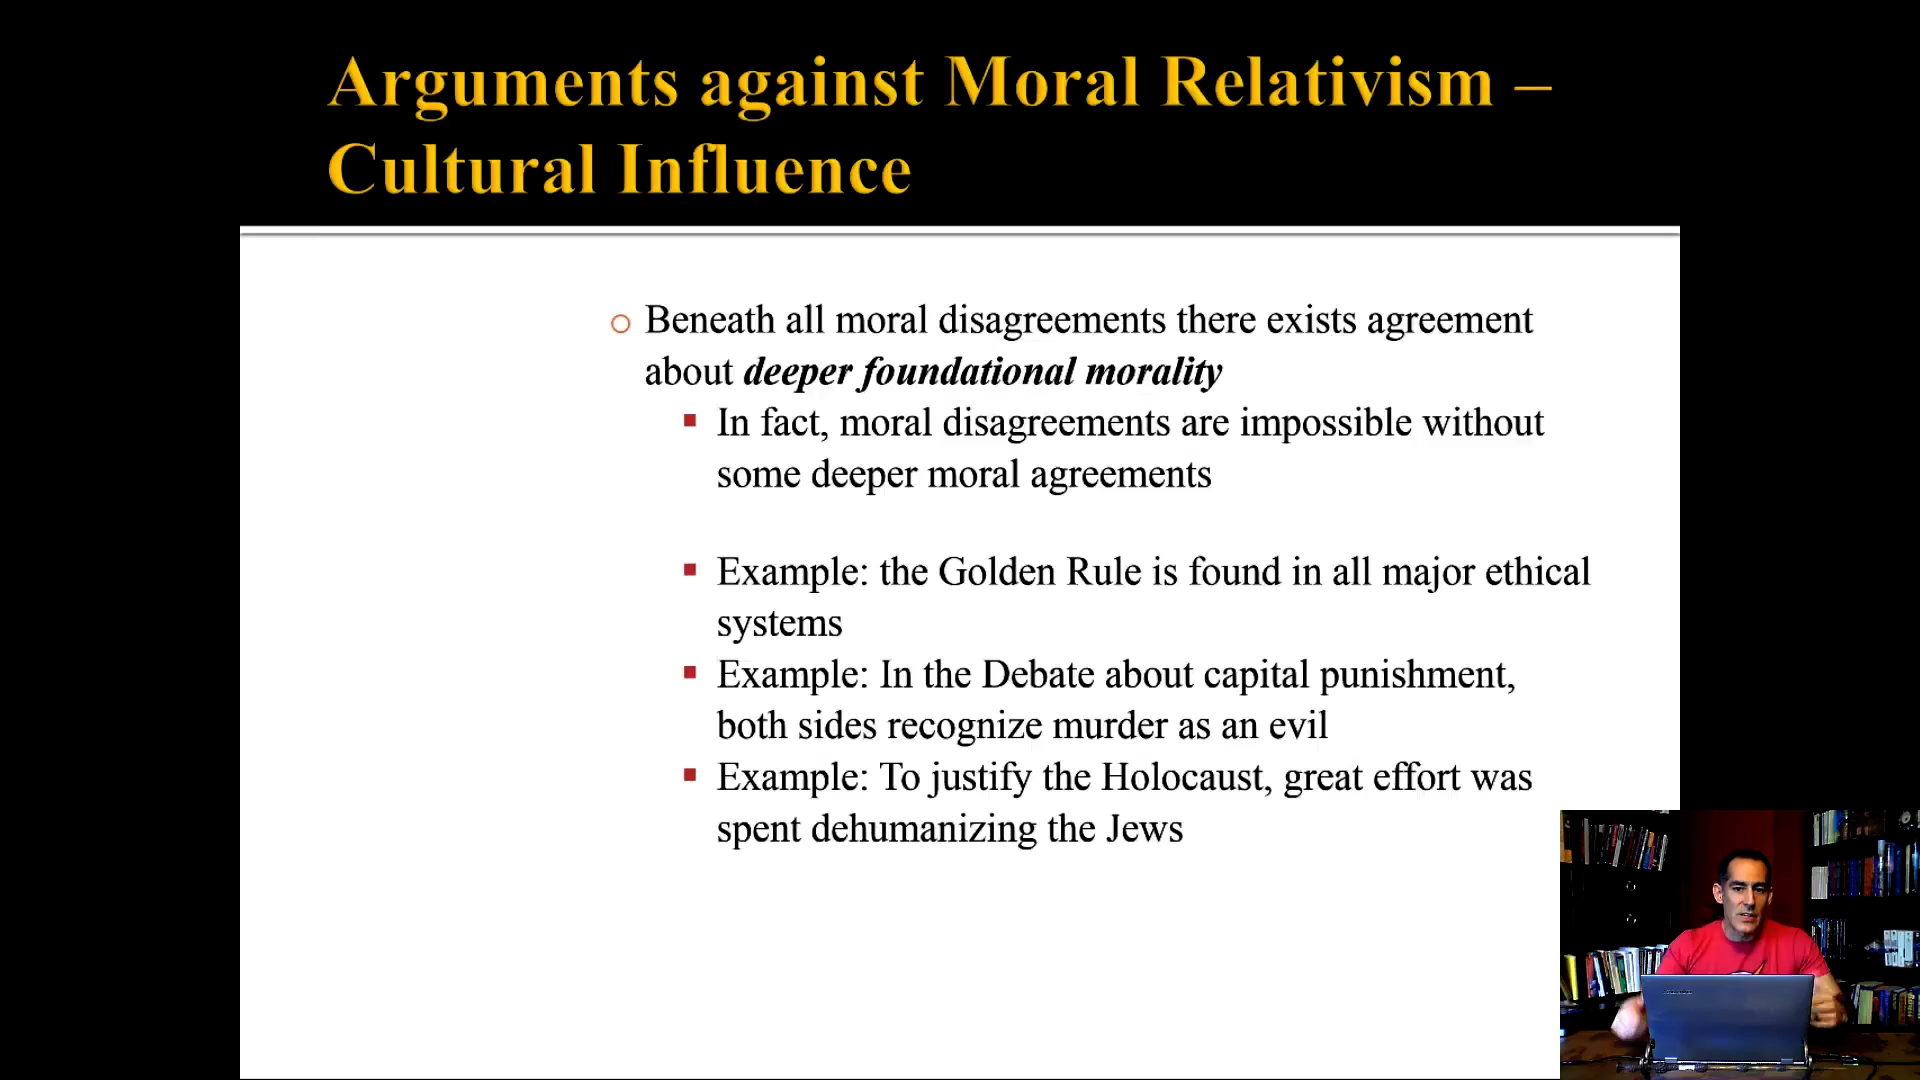 Arguments against Moral Relativism –
Cultural Influence
Beneath all moral disagreements there exists agreement
about deeper foundational morality
In fact, moral disagreements are impossible without
some deeper moral agreements
Example: the Golden Rule is found in all major ethical
systems
Example: In the Debate about capital punishment,
both sides recognize murder as an evil
Example: To justify the Holocaust, great effort was
spent dehumanizing the Jews